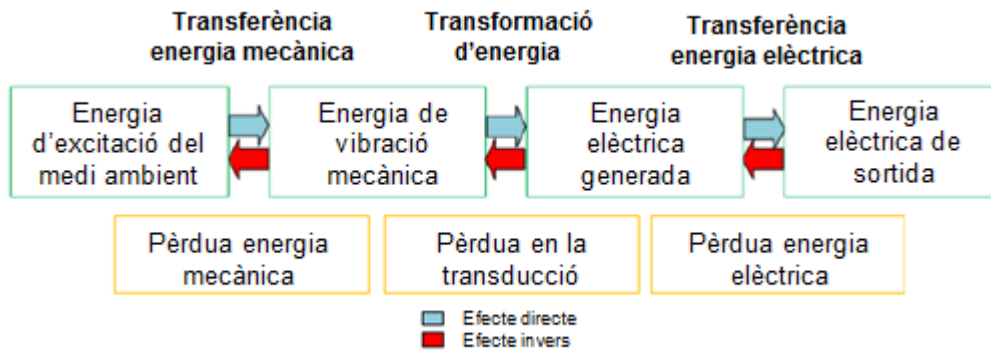 Transferència
energia mecànica
Transformació
d'energia
Transferència
energia elèctrica
Energia
d'excitació del
medi ambient
Energia de
vibració
mecànica
Energia
elèctrica
generada
Energia
elèctrica de
sortida
Pèrdua energia
mecànica
Pèrdua en la
transducció
Pèrdua energia
elèctrica
Efecte directe
Efecte invers